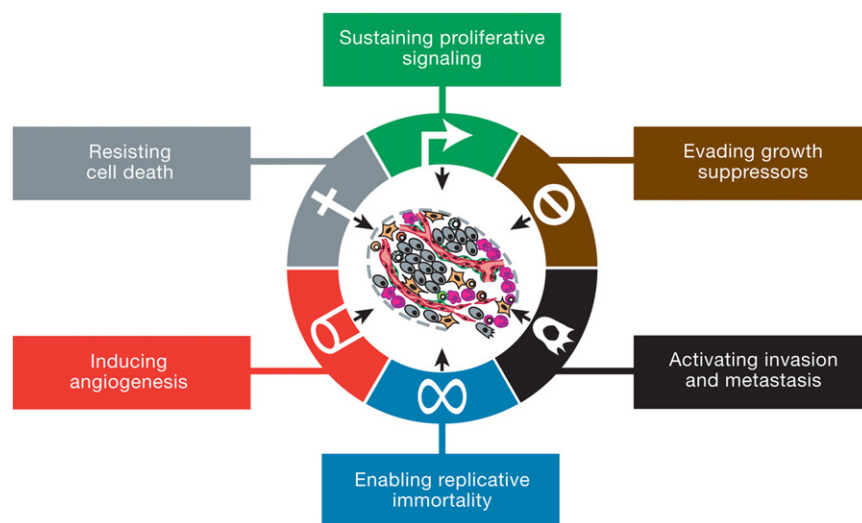 Sustaining proliferative
signaling
Resisting
cell death
Evading growth
suppressors
Inducing
angiogenesis
Activating invasion
and metastasis
Enabling replicative
immortality